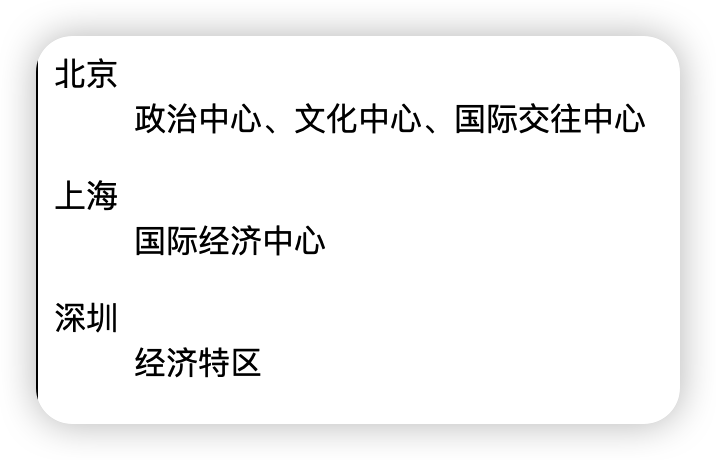 北京
政治中心、文化中心、国际交往中心
上海
国际经济中心
深圳
经济特区